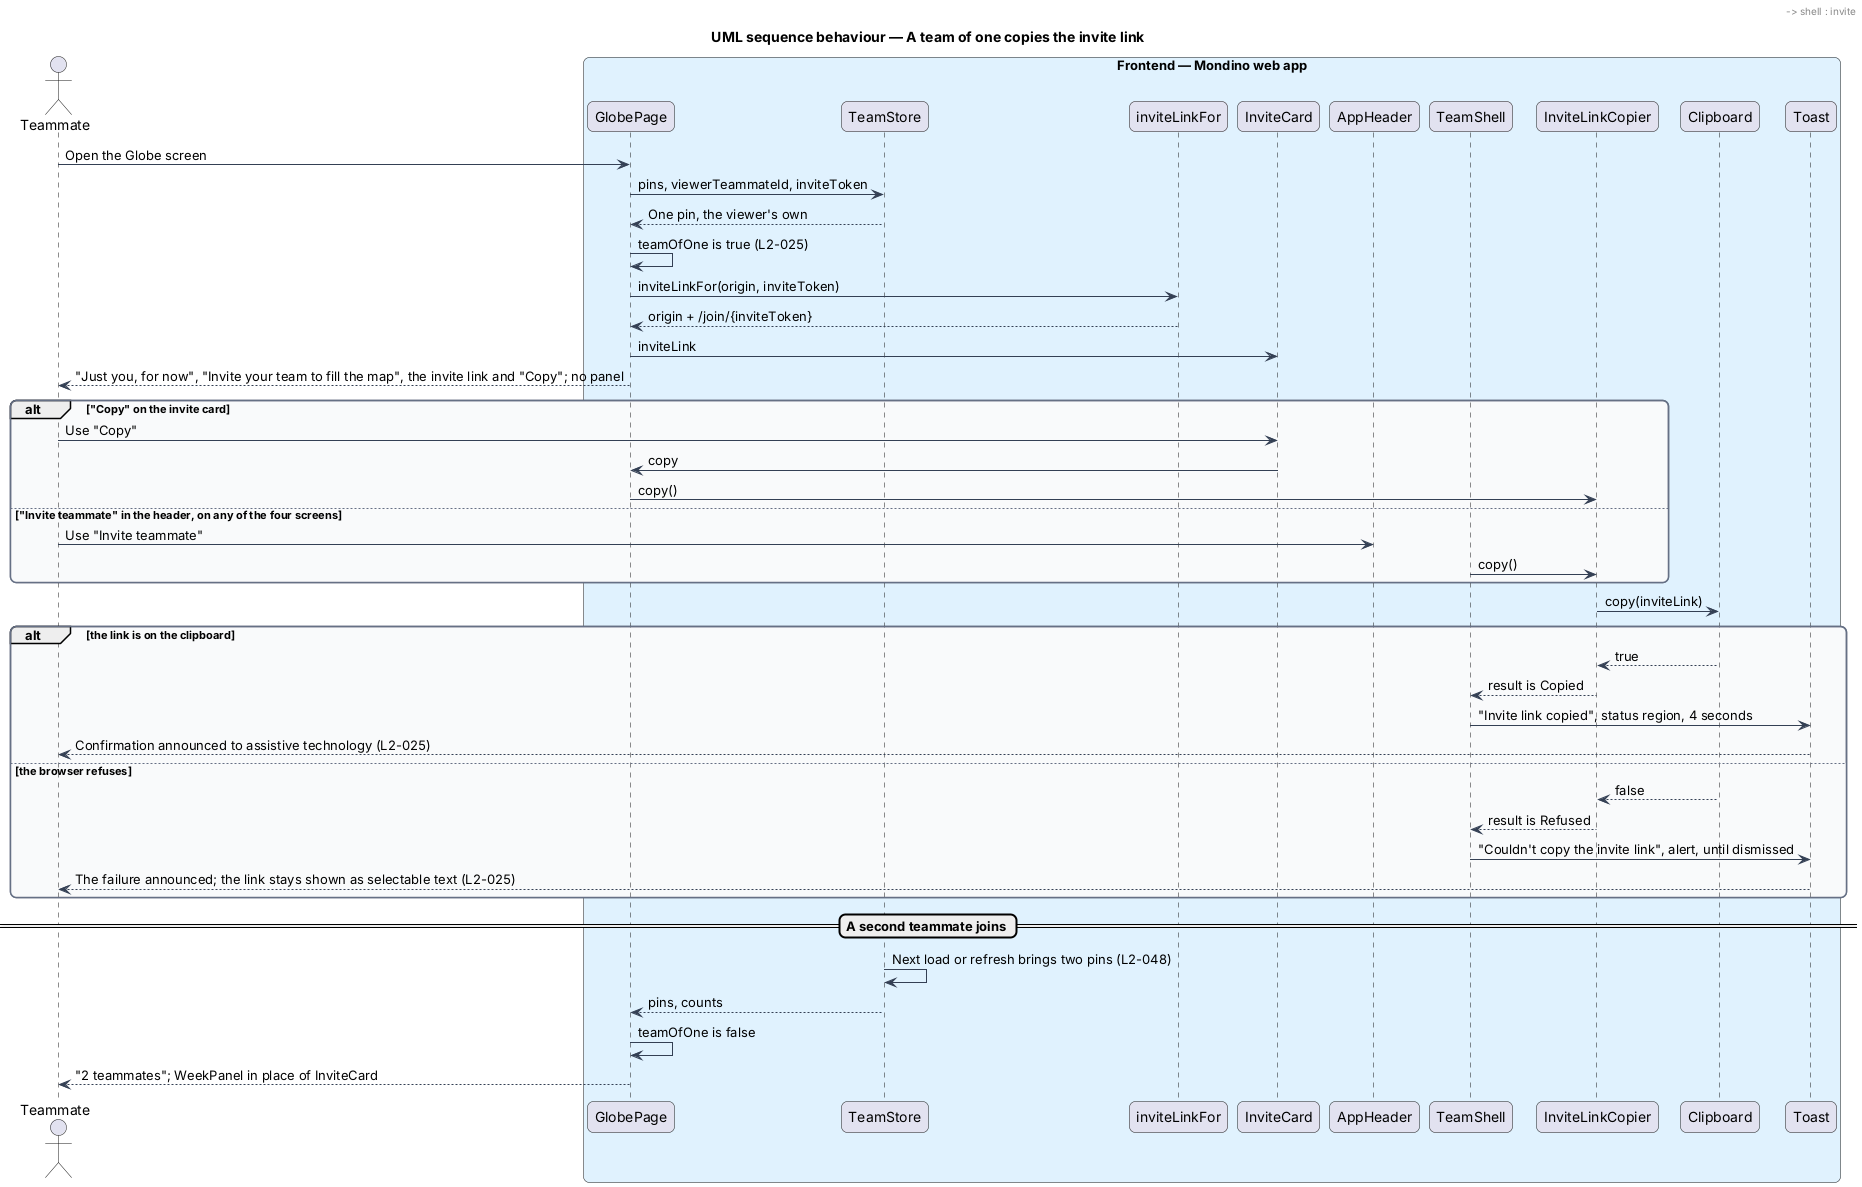 -> shell : invite
UML sequence behaviour — A team of one copies the invite link
Frontend — Mondino web app
Teammate
GlobePage
TeamStore
inviteLinkFor
InviteCard
AppHeader
TeamShell
InviteLinkCopier
Clipboard
Toast
Open the Globe screen
pins, viewerTeammateId, inviteToken
One pin, the viewer's own
teamOfOne is true (L2-025)
inviteLinkFor(origin, inviteToken)
origin + /join/{inviteToken}
inviteLink
"Just you, for now", "Invite your team to fill the map", the invite link and "Copy"; no panel
alt
["Copy" on the invite card]
Use "Copy"
copy
copy()
["Invite teammate" in the header, on any of the four screens]
Use "Invite teammate"
copy()
copy(inviteLink)
alt
[the link is on the clipboard]
true
result is Copied
"Invite link copied", status region, 4 seconds
Confirmation announced to assistive technology (L2-025)
[the browser refuses]
false
result is Refused
"Couldn't copy the invite link", alert, until dismissed
The failure announced; the link stays shown as selectable text (L2-025)
A second teammate joins
Next load or refresh brings two pins (L2-048)
pins, counts
teamOfOne is false
"2 teammates"; WeekPanel in place of InviteCard
Teammate
GlobePage
TeamStore
inviteLinkFor
InviteCard
AppHeader
TeamShell
InviteLinkCopier
Clipboard
Toast